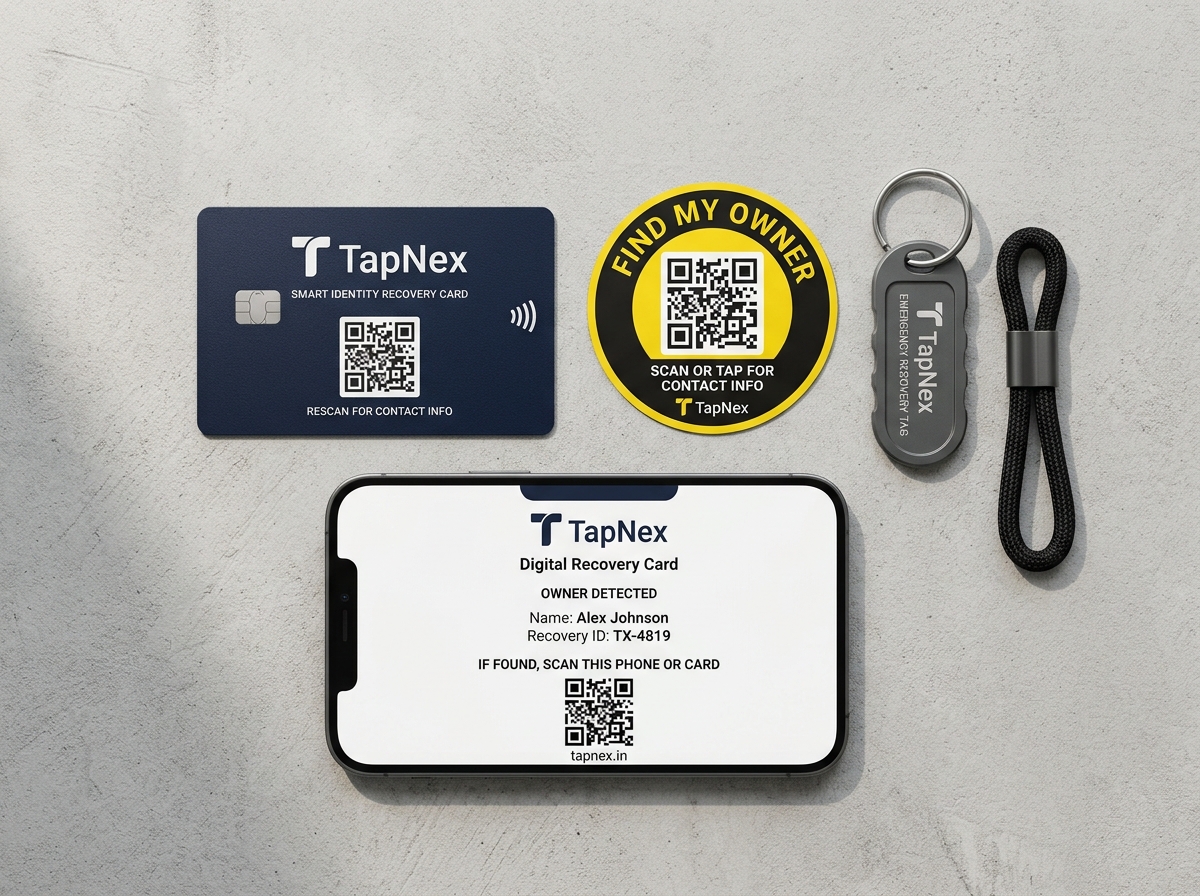 TapNex
SMART IDENTITY RECOVERY CARD
RESCAN FOR CONTACT INFO
FIND MY OWNER
SCAN OR TAP FOR
CONTACT INFO
TapNex
TapNex
TapNex
Digital Recovery Card
OWNER DETECTED
Name: Alex Johnson
Recovery ID: TX-4819
IF FOUND, SCAN THIS PHONE OR CARD
tapnex.in